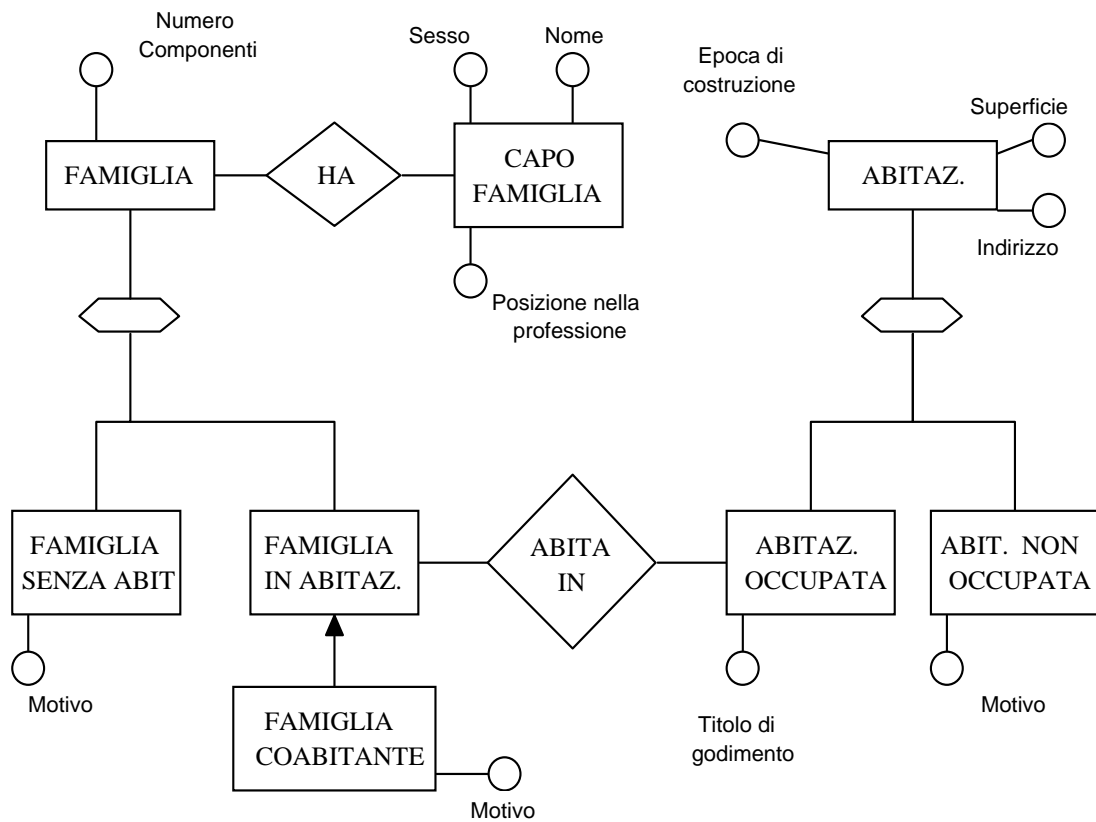 Numero
Componenti
Sesso
Nome
Epoca di
costruzione
Superficie
FAMIGLIA
HA
CAPO
FAMIGLIA
ABITAZ.
Indirizzo
Posizione nella
professione
FAMIGLIA
SENZA ABIT
FAMIGLIA
IN ABITAZ.
ABITA
IN
ABITAZ.
OCCUPATA
ABIT. NON
OCCUPATA
Motivo
FAMIGLIA
COABITANTE
Titolo di
godimento
Motivo
Motivo